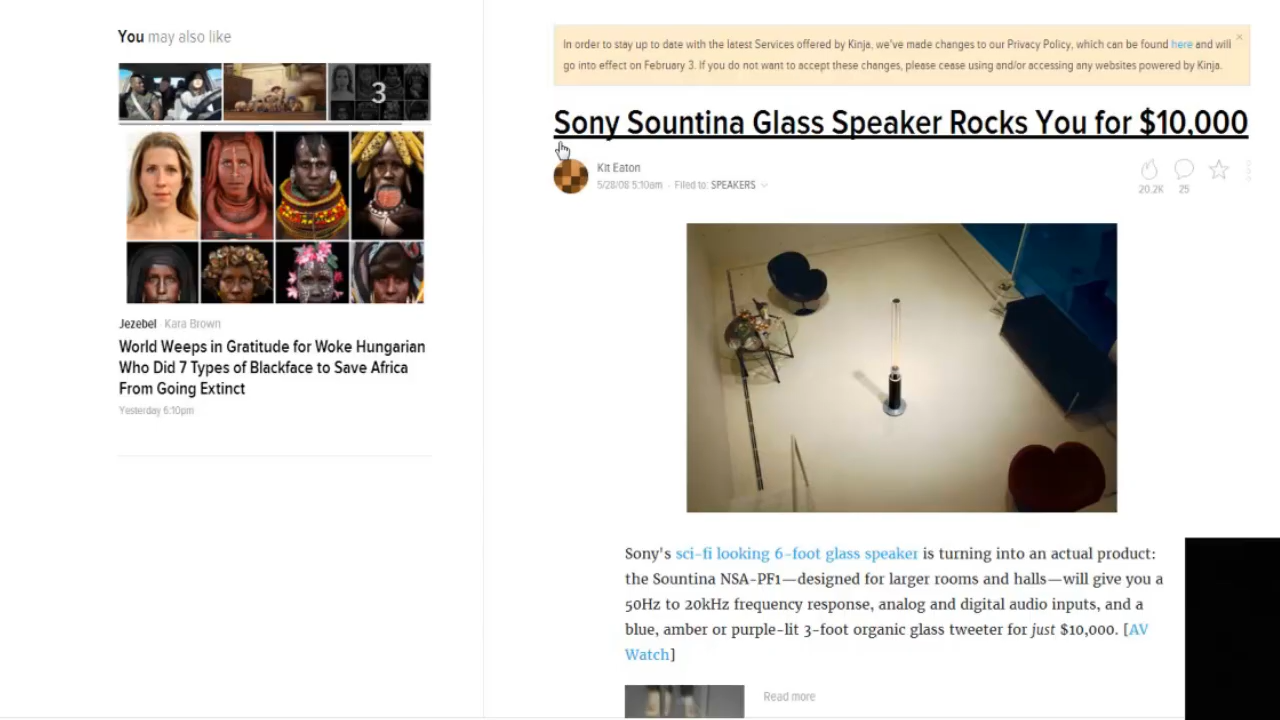 You may also like
3
Jezebel Kara Brown
World Weeps in Gratitude for Woke Hungarian
Who Did 7 Types of Blackface to Save Africa
From Going Extinct
Yesterday 6:10pm
In order to stay up to date with the latest Services offered by Kinja, we've made changes to our Privacy Policy, which can be found here and will
go into effect on February 3. If you do not want to accept these changes, please cease using and/or accessing any websites powered by Kinja.
Sony Sountina Glass Speaker Rocks You for $10,000
Kit Eaton
5/28/08 5:10am · Filed to: SPEAKERS
20.2K 25
Sony's sci-fi looking 6-foot glass speaker is turning into an actual product:
the Sountina NSA-PF1—designed for larger rooms and halls—will give you a
50Hz to 20kHz frequency response, analog and digital audio inputs, and a
blue, amber or purple-lit 3-foot organic glass tweeter for just $10,000. [AV
Watch]
Read more